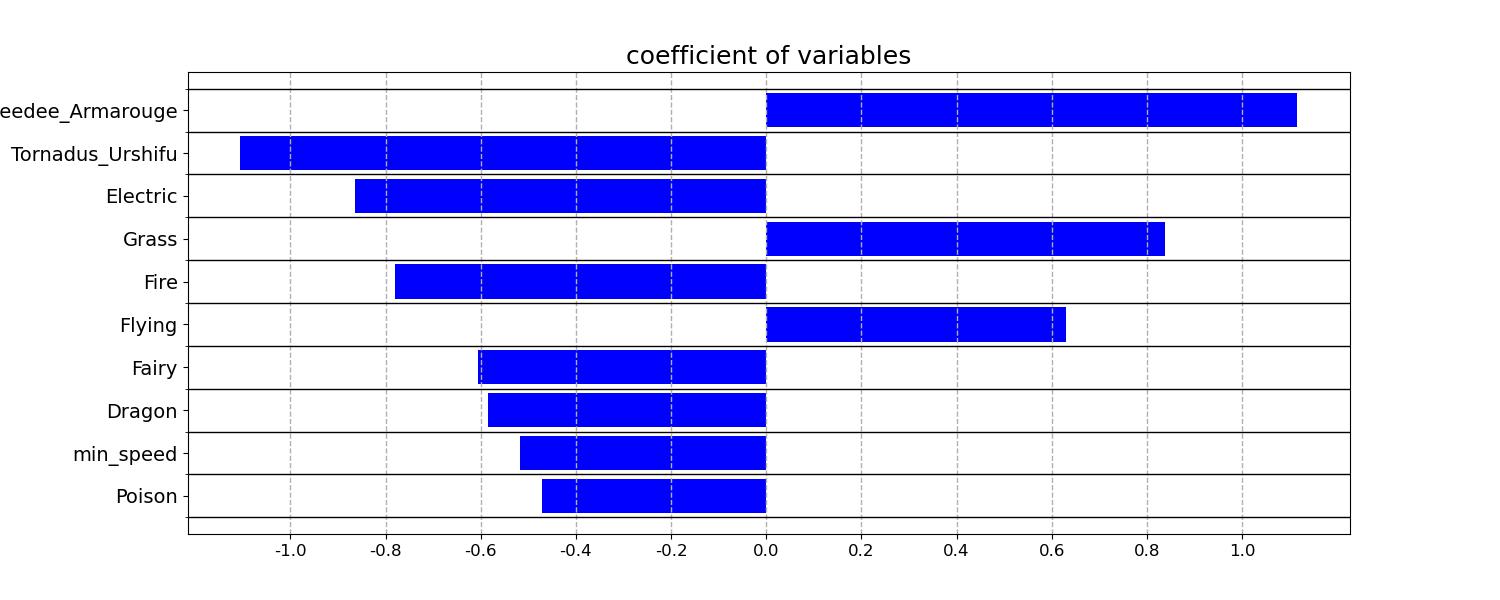 coefficient of variables
eedee_Armarouge
Tornadus_Urshifu
Electric
Grass
Fire
Flying
Fairy
Dragon
min_speed
Poison
-1.0 -0.8 -0.6 -0.4 -0.2 0.0 0.2 0.4 0.6 0.8 1.0